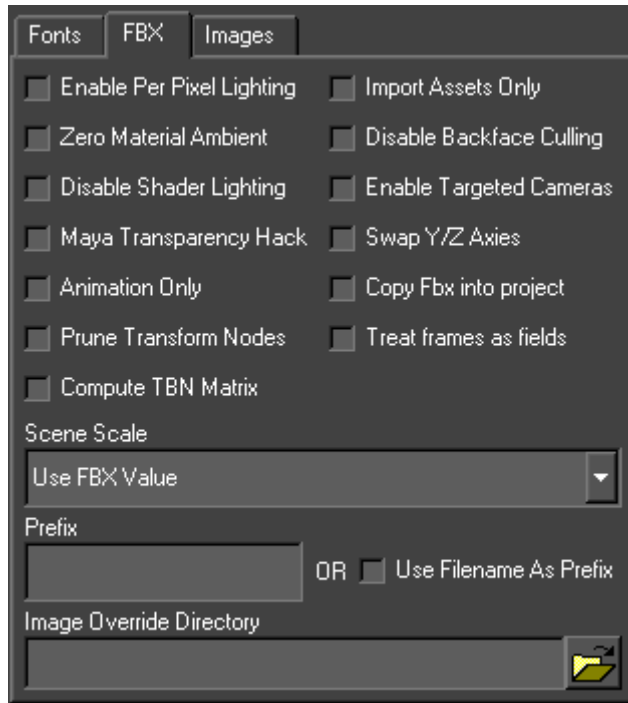 Fonts FBX Images
Enable Per Pixel Lighting Import Assets Only
Zero Material Ambient Disable Backface Culling
Disable Shader Lighting Enable Targeted Cameras
Maya Transparency Hack Swap Y/Z Axies
Animation Only Copy Fbx into project
Prune Transform Nodes Treat frames as fields
Compute TBN Matrix
Scene Scale
Use FBX Value
Prefix
OR Use Filename As Prefix
Image Override Directory